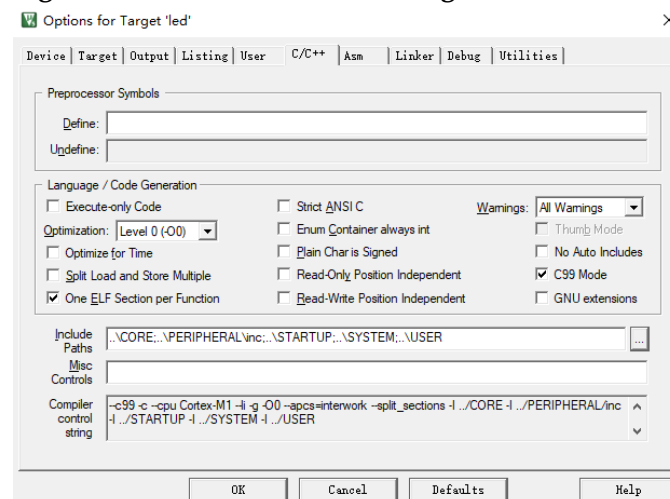 Options for Target 'led'
Device Target Output Listing User C/C++ Asm Linker Debug Utilities
Preprocessor Symbols
Define:
Undefine:
Language / Code Generation
Execute-only Code Strict ANSI C Warnings: All Warnings
Optimization: Level 0 (-O0) Enum Container always int Thumb Mode
Optimize for Time Plain Char is Signed No Auto Includes
Split Load and Store Multiple Read-Only Position Independent C99 Mode
One ELF Section per Function Read-Write Position Independent GNU extensions
Include Paths ..\CORE;..\PERIPHERAL\inc;..\STARTUP;..\SYSTEM;..\USER ...
Misc Controls
Compiler control string --c99 -c --cpu Cortex-M1 --li -g -O0 --apcs=interwork --split_sections -I ../CORE -I ../PERIPHERAL/inc
-I ../STARTUP -I ../SYSTEM -I ../USER
OK Cancel Defaults Help